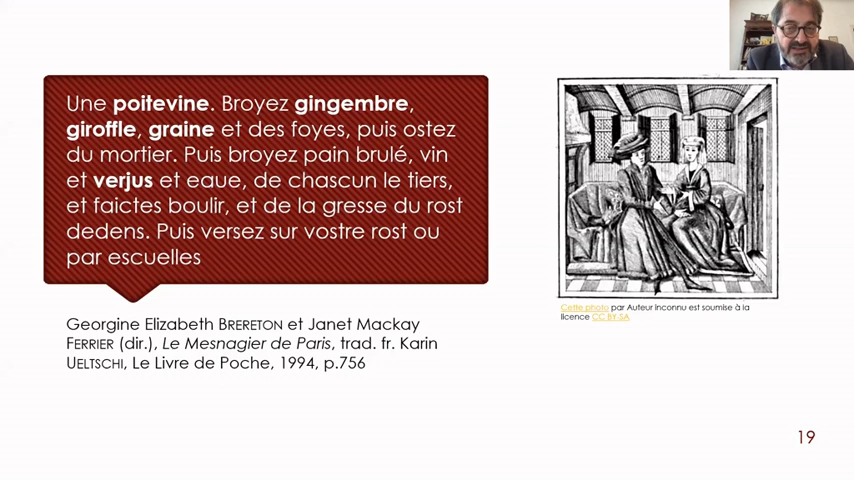 Une poitevine. Broyez gingembre,
giroffle, graine et des foyes, puis ostez
du mortier. Puis broyez pain brulé, vin
et verjus et eaue, de chascun le tiers,
et faictes boulir, et de la gresse du rost
dedens. Puis versez sur vostre rost ou
par escuelles
Georgine Elizabeth BRERETON et Janet Mackay
FERRIER (dir.), Le Mesnagier de Paris, trad. fr. Karin
UELTSCHI, Le Livre de Poche, 1994, p.756
Cette photo par Auteur inconnu est soumise à la
licence CC BY-SA
19